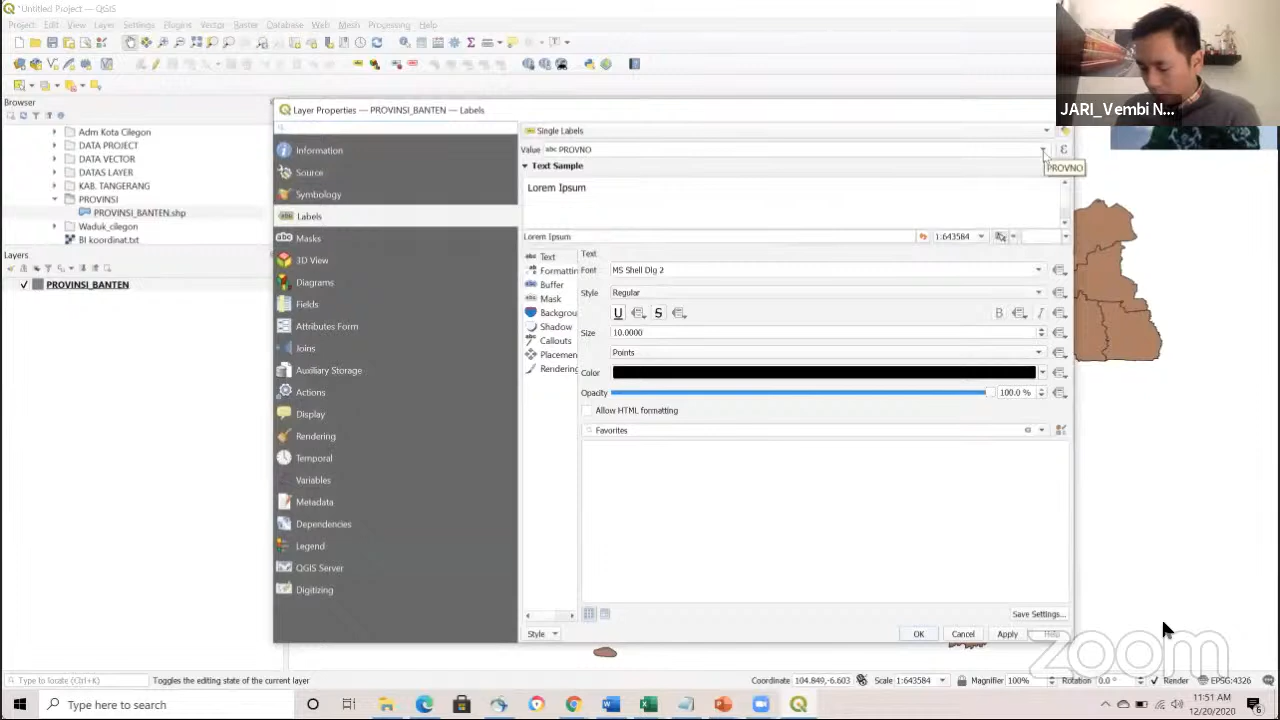 *Untitled Project — QGIS
Project Edit View Layer Settings Plugins Vector Raster Database Web Mesh Processing Help
JARI_Vembi N...
Browser
Adm Kota Cilegon
DATA PROJECT
DATA VECTOR
DATAS LAYER
KAB. TANGERANG
PROVINSI
PROVINSI_BANTEN.shp
Waduk_cilegon
BI koordinat.txt
Layers
PROVINSI_BANTEN
Layer Properties — PROVINSI_BANTEN — Labels
Information
Source
Symbology
Labels
Masks
3D View
Diagrams
Fields
Attributes Form
Joins
Auxiliary Storage
Actions
Display
Rendering
Temporal
Variables
Metadata
Dependencies
Legend
QGIS Server
Digitizing
Single Labels
Value abc PROVNO
PROVNO
Text Sample
Lorem Ipsum
Lorem Ipsum 1:643584
Text
Formattin
Buffer
Mask
Backgrou
Shadow
Callouts
Placemen
Rendering
Text
Font MS Shell Dlg 2
Style Regular
U S B I
Size 10.0000
Points
Color
Opacity 100.0 %
Allow HTML formatting
Favorites
Save Settings...
Style OK Cancel Apply Help
zoom
Type to locate (Ctrl+K) Toggles the editing state of the current layer Coordinate 104.849,-6.603 Scale 1:643584 Magnifier 100% Rotation 0.0 ° Render EPSG:4326
Type here to search
11:51 AM
12/20/2020
6